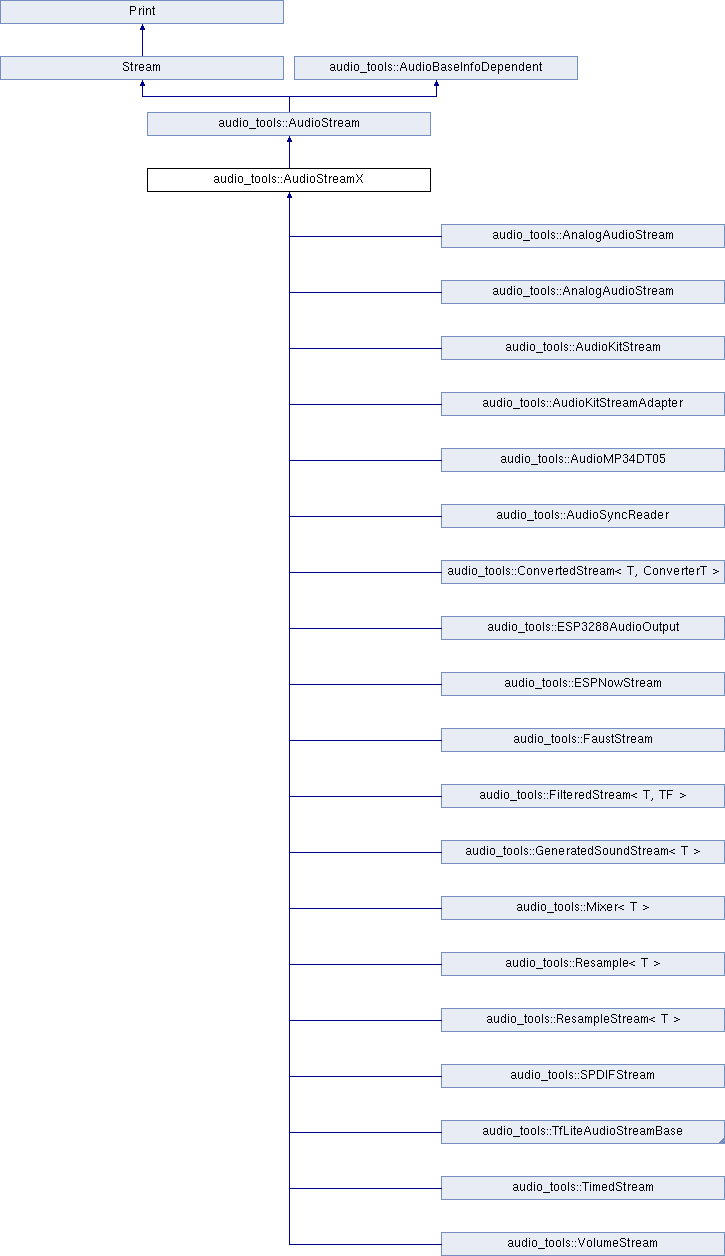 Print
Stream
audio_tools::AudioBaseInfoDependent
audio_tools::AudioStream
audio_tools::AudioStreamX
audio_tools::AnalogAudioStream
audio_tools::AnalogAudioStream
audio_tools::AudioKitStream
audio_tools::AudioKitStreamAdapter
audio_tools::AudioMP34DT05
audio_tools::AudioSyncReader
audio_tools::ConvertedStream< T, ConverterT >
audio_tools::ESP3288AudioOutput
audio_tools::ESPNowStream
audio_tools::FaustStream
audio_tools::FilteredStream< T, TF >
audio_tools::GeneratedSoundStream< T >
audio_tools::Mixer< T >
audio_tools::Resample< T >
audio_tools::ResampleStream< T >
audio_tools::SPDIFStream
audio_tools::TfLiteAudioStreamBase
audio_tools::TimedStream
audio_tools::VolumeStream